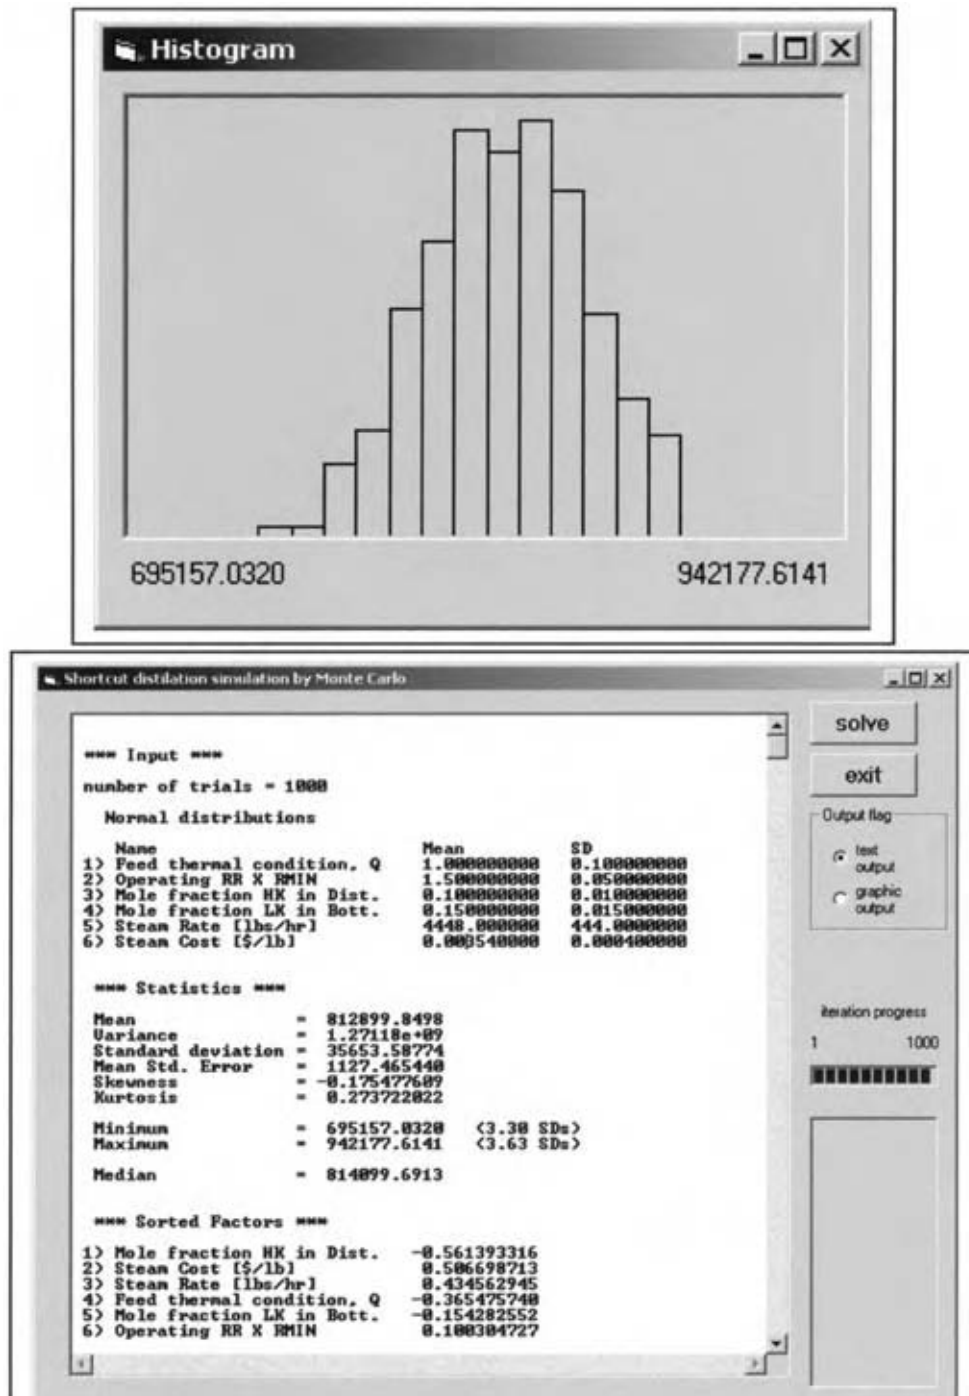 Histogram
695157.0320 942177.6141
Shortcut distilation simulation by Monte Carlo
*** Input ***
number of trials = 1000
Normal distributions
Name Mean SD
1) Feed thermal condition, Q 1.000000000 0.100000000
2) Operating RR X RMIN 1.500000000 0.050000000
3) Mole fraction HK in Dist. 0.100000000 0.010000000
4) Mole fraction LK in Bott. 0.150000000 0.015000000
5) Steam Rate [lbs/hr] 4448.000000 444.0000000
6) Steam Cost [$/lb] 0.003540000 0.000400000
*** Statistics ***
Mean = 812899.8498
Variance = 1.27118e+09
Standard deviation = 35653.58774
Mean Std. Error = 1127.465440
Skewness = -0.175477609
Kurtosis = 0.273722022
Minimum = 695157.0320 (3.30 SDs)
Maximum = 942177.6141 (3.63 SDs)
Median = 814099.6913
*** Sorted Factors ***
1) Mole fraction HK in Dist. -0.561393316
2) Steam Cost [$/lb] 0.506698713
3) Steam Rate [lbs/hr] 0.434562945
4) Feed thermal condition, Q -0.365475740
5) Mole fraction LK in Bott. -0.154282552
6) Operating RR X RMIN 0.100304727
solve
exit
Output flag
text
output
graphic
output
iteration progress
1 1000